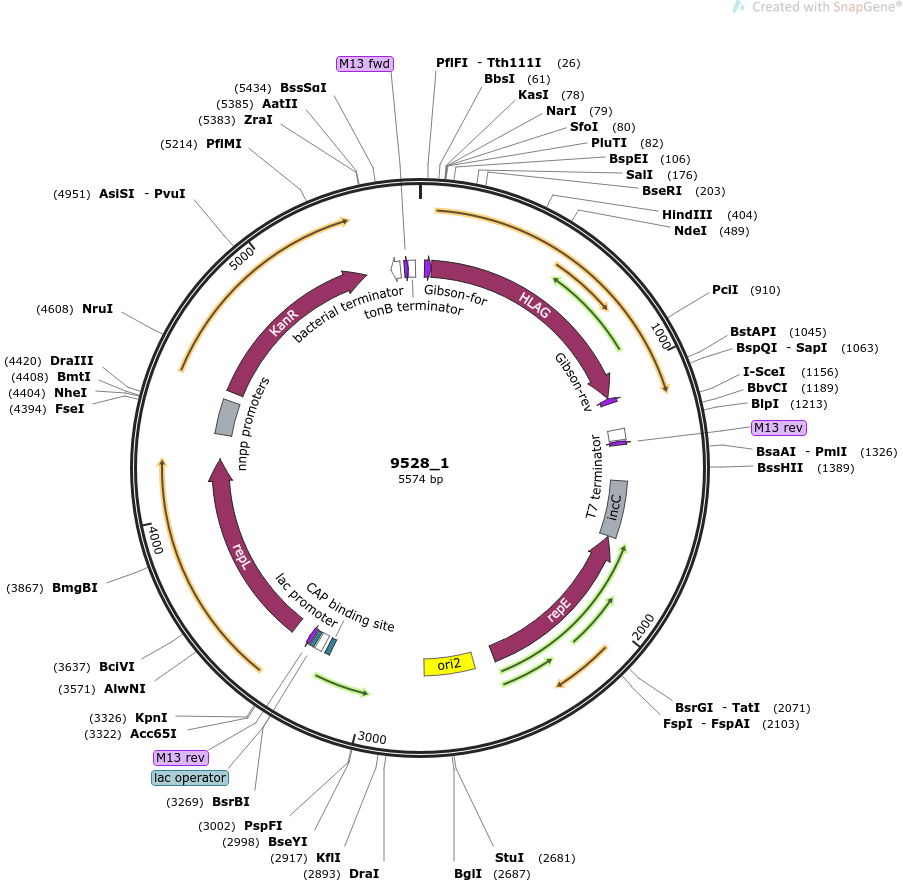 Created with SnapGene®
M13 fwd
PflFI - Tth111I (26)
BbsI (61)
KasI (78)
NarI (79)
SfoI (80)
PluTI (82)
BspEI (106)
SalI (176)
BseRI (203)
HindIII (404)
NdeI (489)
PciI (910)
BstAPI (1045)
BspQI - SapI (1063)
I-SceI (1156)
BbvCI (1189)
BlpI (1213)
M13 rev
BsaAI - PmlI (1326)
BssHII (1389)
BsrGI - TatI (2071)
FspI - FspAI (2103)
StuI (2681)
BglI (2687)
(2893) DraI
(2917) KflI
(2998) BseYI
(3002) PspFI
(3269) BsrBI
lac operator
M13 rev
(3322) Acc65I
(3326) KpnI
(3571) AlwNI
(3637) BciVI
(3867) BmgBI
(4394) FseI
(4404) NheI
(4408) BmtI
(4420) DraIII
(4608) NruI
(4951) AsiSI - PvuI
(5214) PflMI
(5383) ZraI
(5385) AatII
(5434) BssSαI
1000
2000
3000
4000
5000
Gibson-for
HLAG
Gibson-rev
T7 terminator
incC
repE
ori2
CAP binding site
lac promoter
repL
nnpp promoters
KanR
bacterial terminator
tonB terminator
9528_1
5574 bp